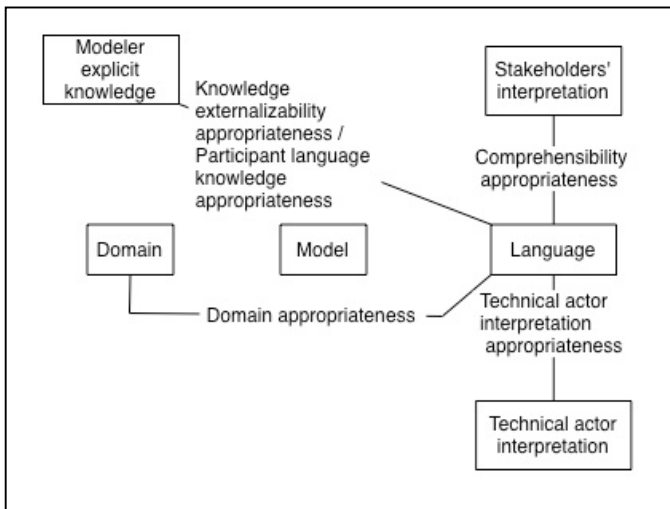 Modeler
explicit
knowledge
Knowledge
externalizability
appropriateness /
Participant language
knowledge
appropriateness
Stakeholders'
interpretation
Comprehensibility
appropriateness
Domain
Model
Language
Domain appropriateness
Technical actor
interpretation
appropriateness
Technical actor
interpretation